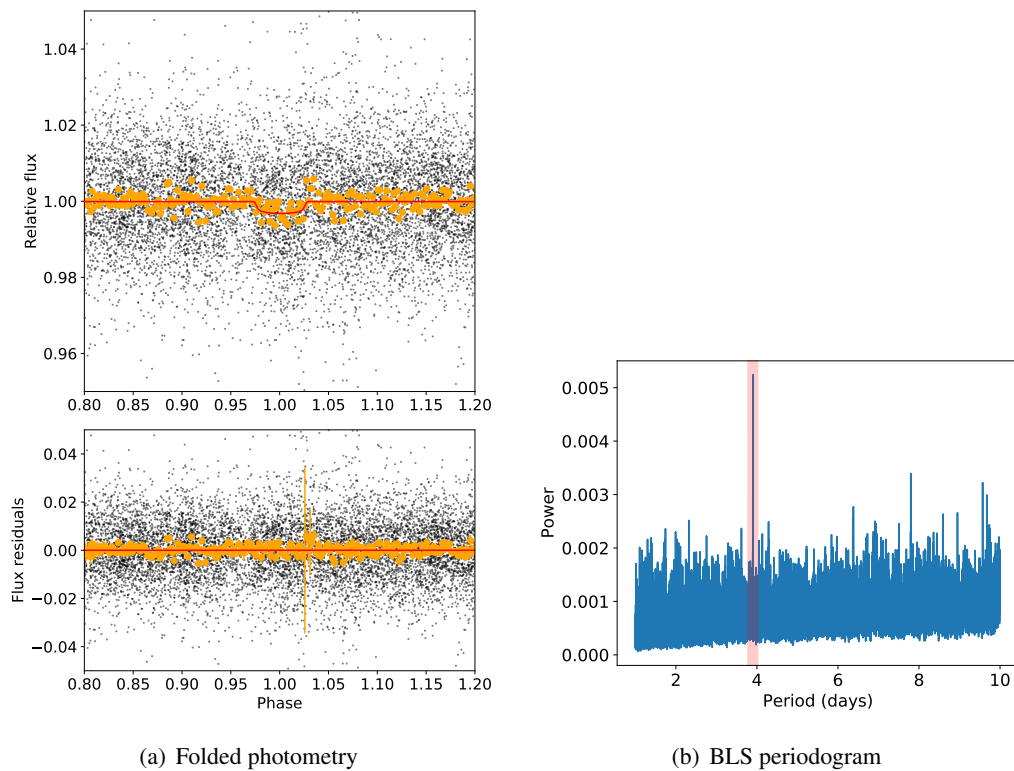 1.04
1.02
1.00
0.98
0.96
Relative flux
0.80 0.85 0.90 0.95 1.00 1.05 1.10 1.15 1.20
0.04
0.02
0.00
−0.02
−0.04
Flux residuals
0.80 0.85 0.90 0.95 1.00 1.05 1.10 1.15 1.20
Phase
(a) Folded photometry
0.005
0.004
0.003
0.002
0.001
0.000
Power
2 4 6 8 10
Period (days)
(b) BLS periodogram